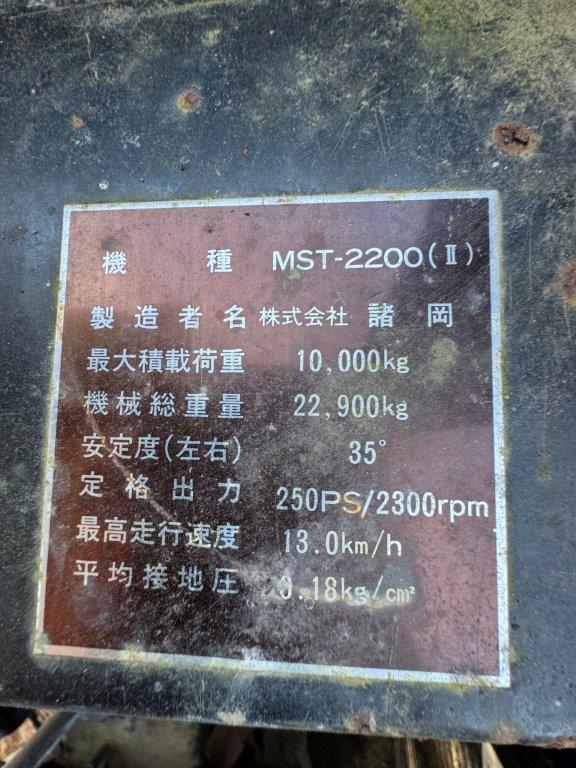 機種 MST-2200(Ⅱ)
製造者名 株式会社 諸岡
最大積載荷重 10,000kg
機械総重量 22,900kg
安定度(左右) 35°
定格出力 250PS/2300rpm
最高走行速度 13.0km/h
平均接地圧 0.18kg/cm²